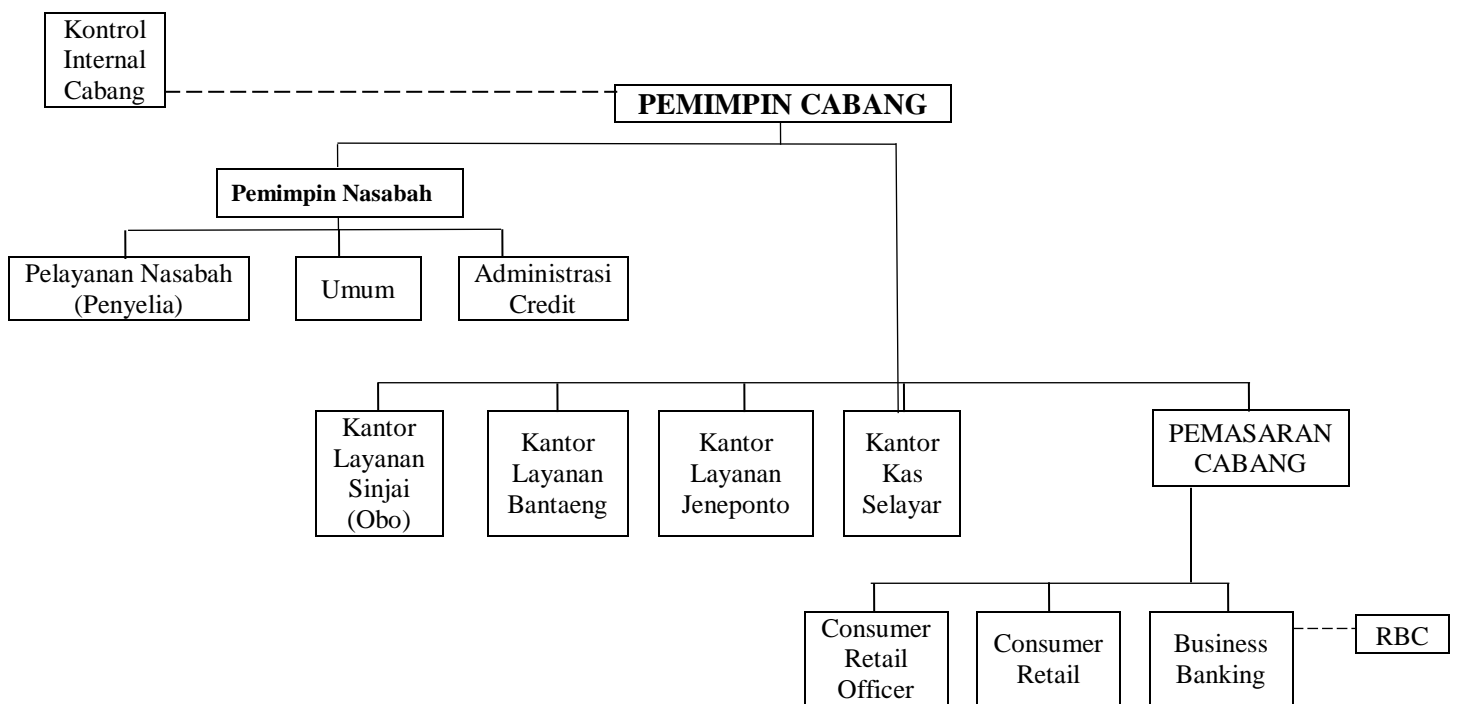 Kontrol
Internal
Cabang
PEMIMPIN CABANG
Pemimpin Nasabah
Pelayanan Nasabah
(Penyelia)
Umum
Administrasi
Credit
Kantor
Layanan
Sinjai
(Obo)
Kantor
Layanan
Bantaeng
Kantor
Layanan
Jeneponto
Kantor
Kas
Selayar
PEMASARAN
CABANG
Consumer
Retail
Officer
Consumer
Retail
Business
Banking
RBC